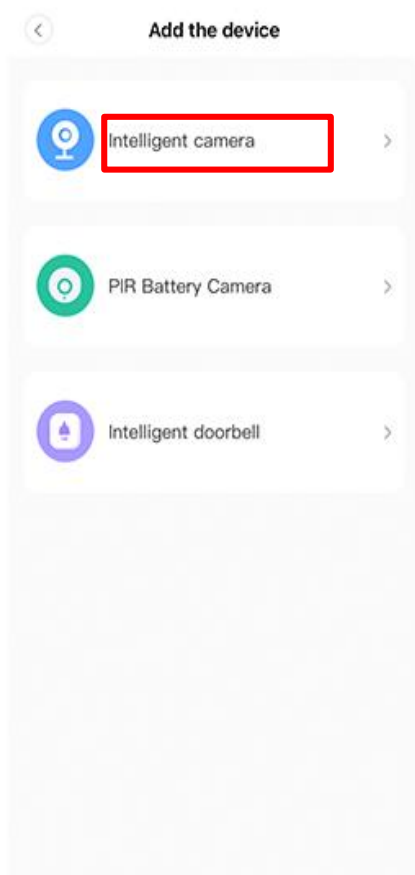 Add the device
Intelligent camera
PIR Battery Camera
Intelligent doorbell